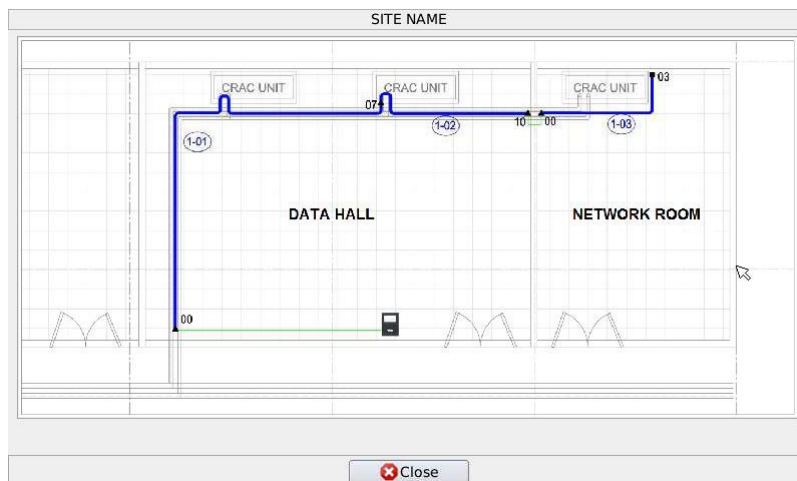 SITE NAME
CRAC UNIT
CRAC UNIT
CRAC UNIT
03
07
1-02
10
00
1-03
1-01
DATA HALL
NETWORK ROOM
00
Close